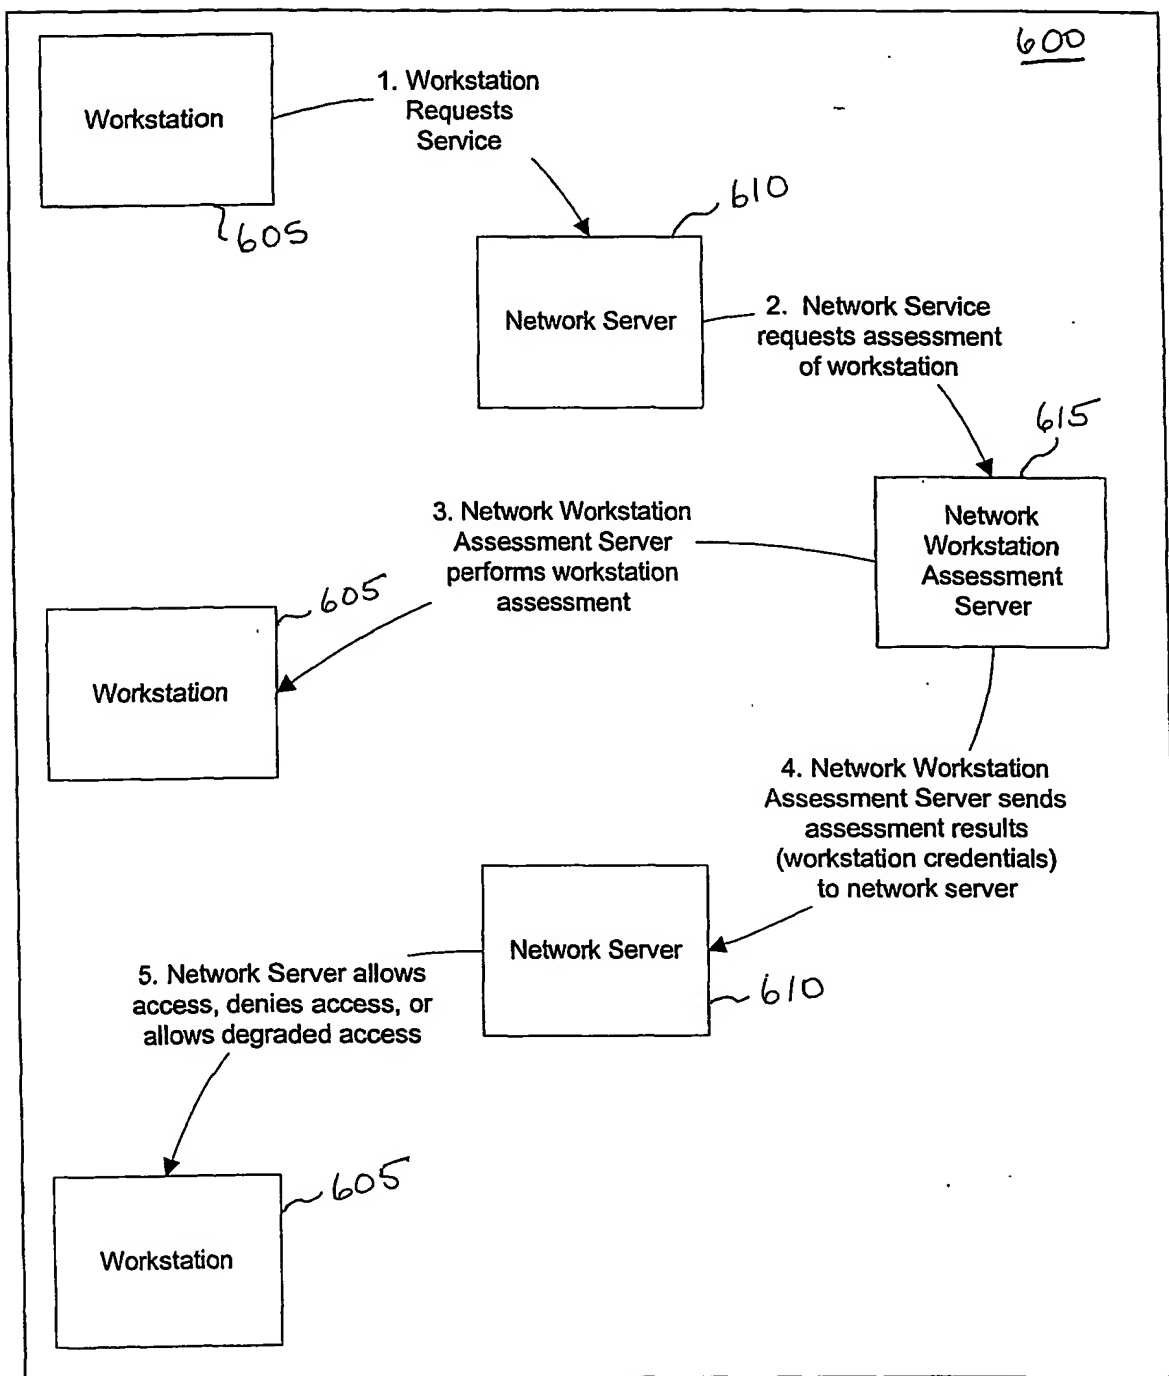 600
Workstation
1. Workstation
Requests
Service
605
610
Network Server
2. Network Service
requests assessment
of workstation
615
Network
Workstation
Assessment
Server
3. Network Workstation
Assessment Server
performs workstation
assessment
605
Workstation
4. Network Workstation
Assessment Server sends
assessment results
(workstation credentials)
to network server
Network Server
610
5. Network Server allows
access, denies access, or
allows degraded access
605
Workstation